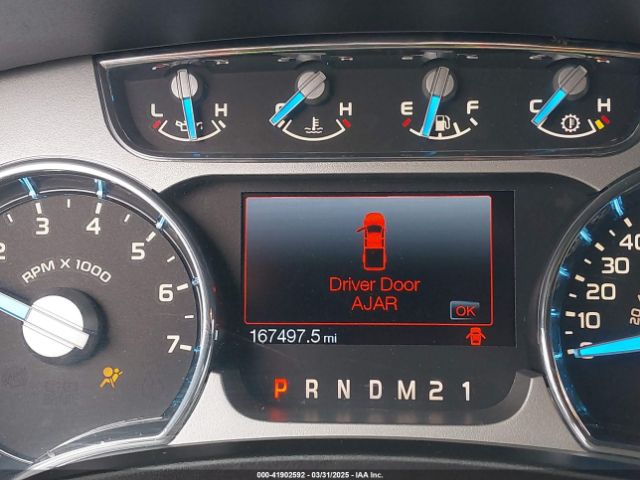 L H C H E F C H
2 3 4 5 6 7
RPM X 1000
Driver Door
AJAR
OK
167497.5 mi
P R N D M 2 1
40
30
20
10
0
000-41902592 - 03/31/2025 - IAA Inc.